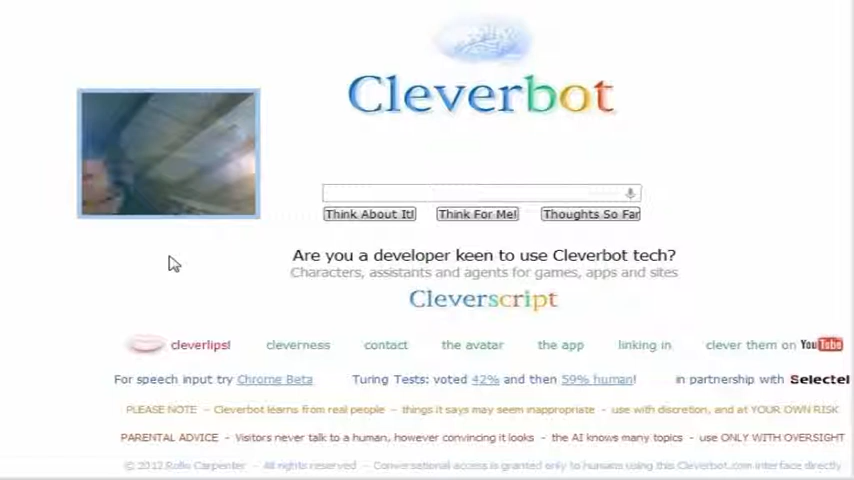 Cleverbot
Think About It! Think For Me! Thoughts So Far
Are you a developer keen to use Cleverbot tech?
Characters, assistants and agents for games, apps and sites
Cleverscript
cleverlips! cleverness contact the avatar the app linking in clever them on YouTube
For speech input try Chrome Beta Turing Tests: voted 42% and then 59% human! in partnership with Selectel
PLEASE NOTE - Cleverbot learns from real people - things it says may seem inappropriate - use with discretion, and at YOUR OWN RISK
PARENTAL ADVICE - Visitors never talk to a human, however convincing it looks - the AI knows many topics - use ONLY WITH OVERSIGHT
© 2012 Rollo Carpenter - All rights reserved - Conversational access is granted only to humans using this Cleverbot.com interface directly